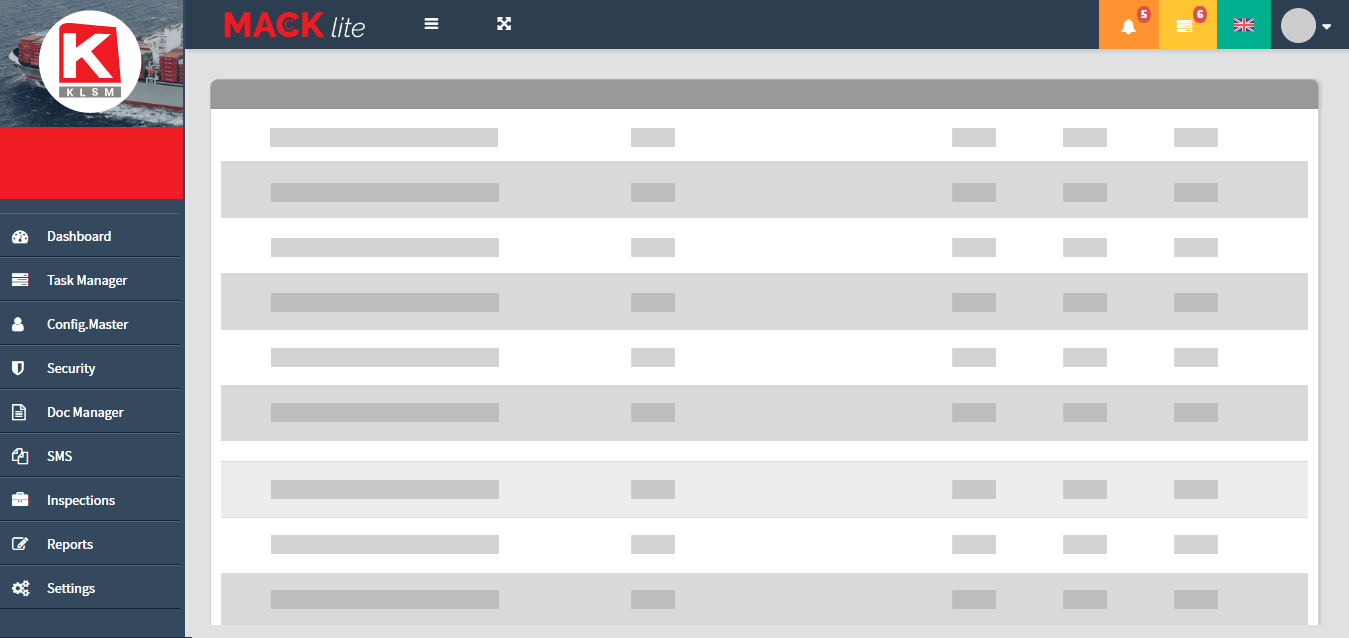 KLSM
MACK lite
5
6
Dashboard
Task Manager
Config.Master
Security
Doc Manager
SMS
Inspections
Reports
Settings